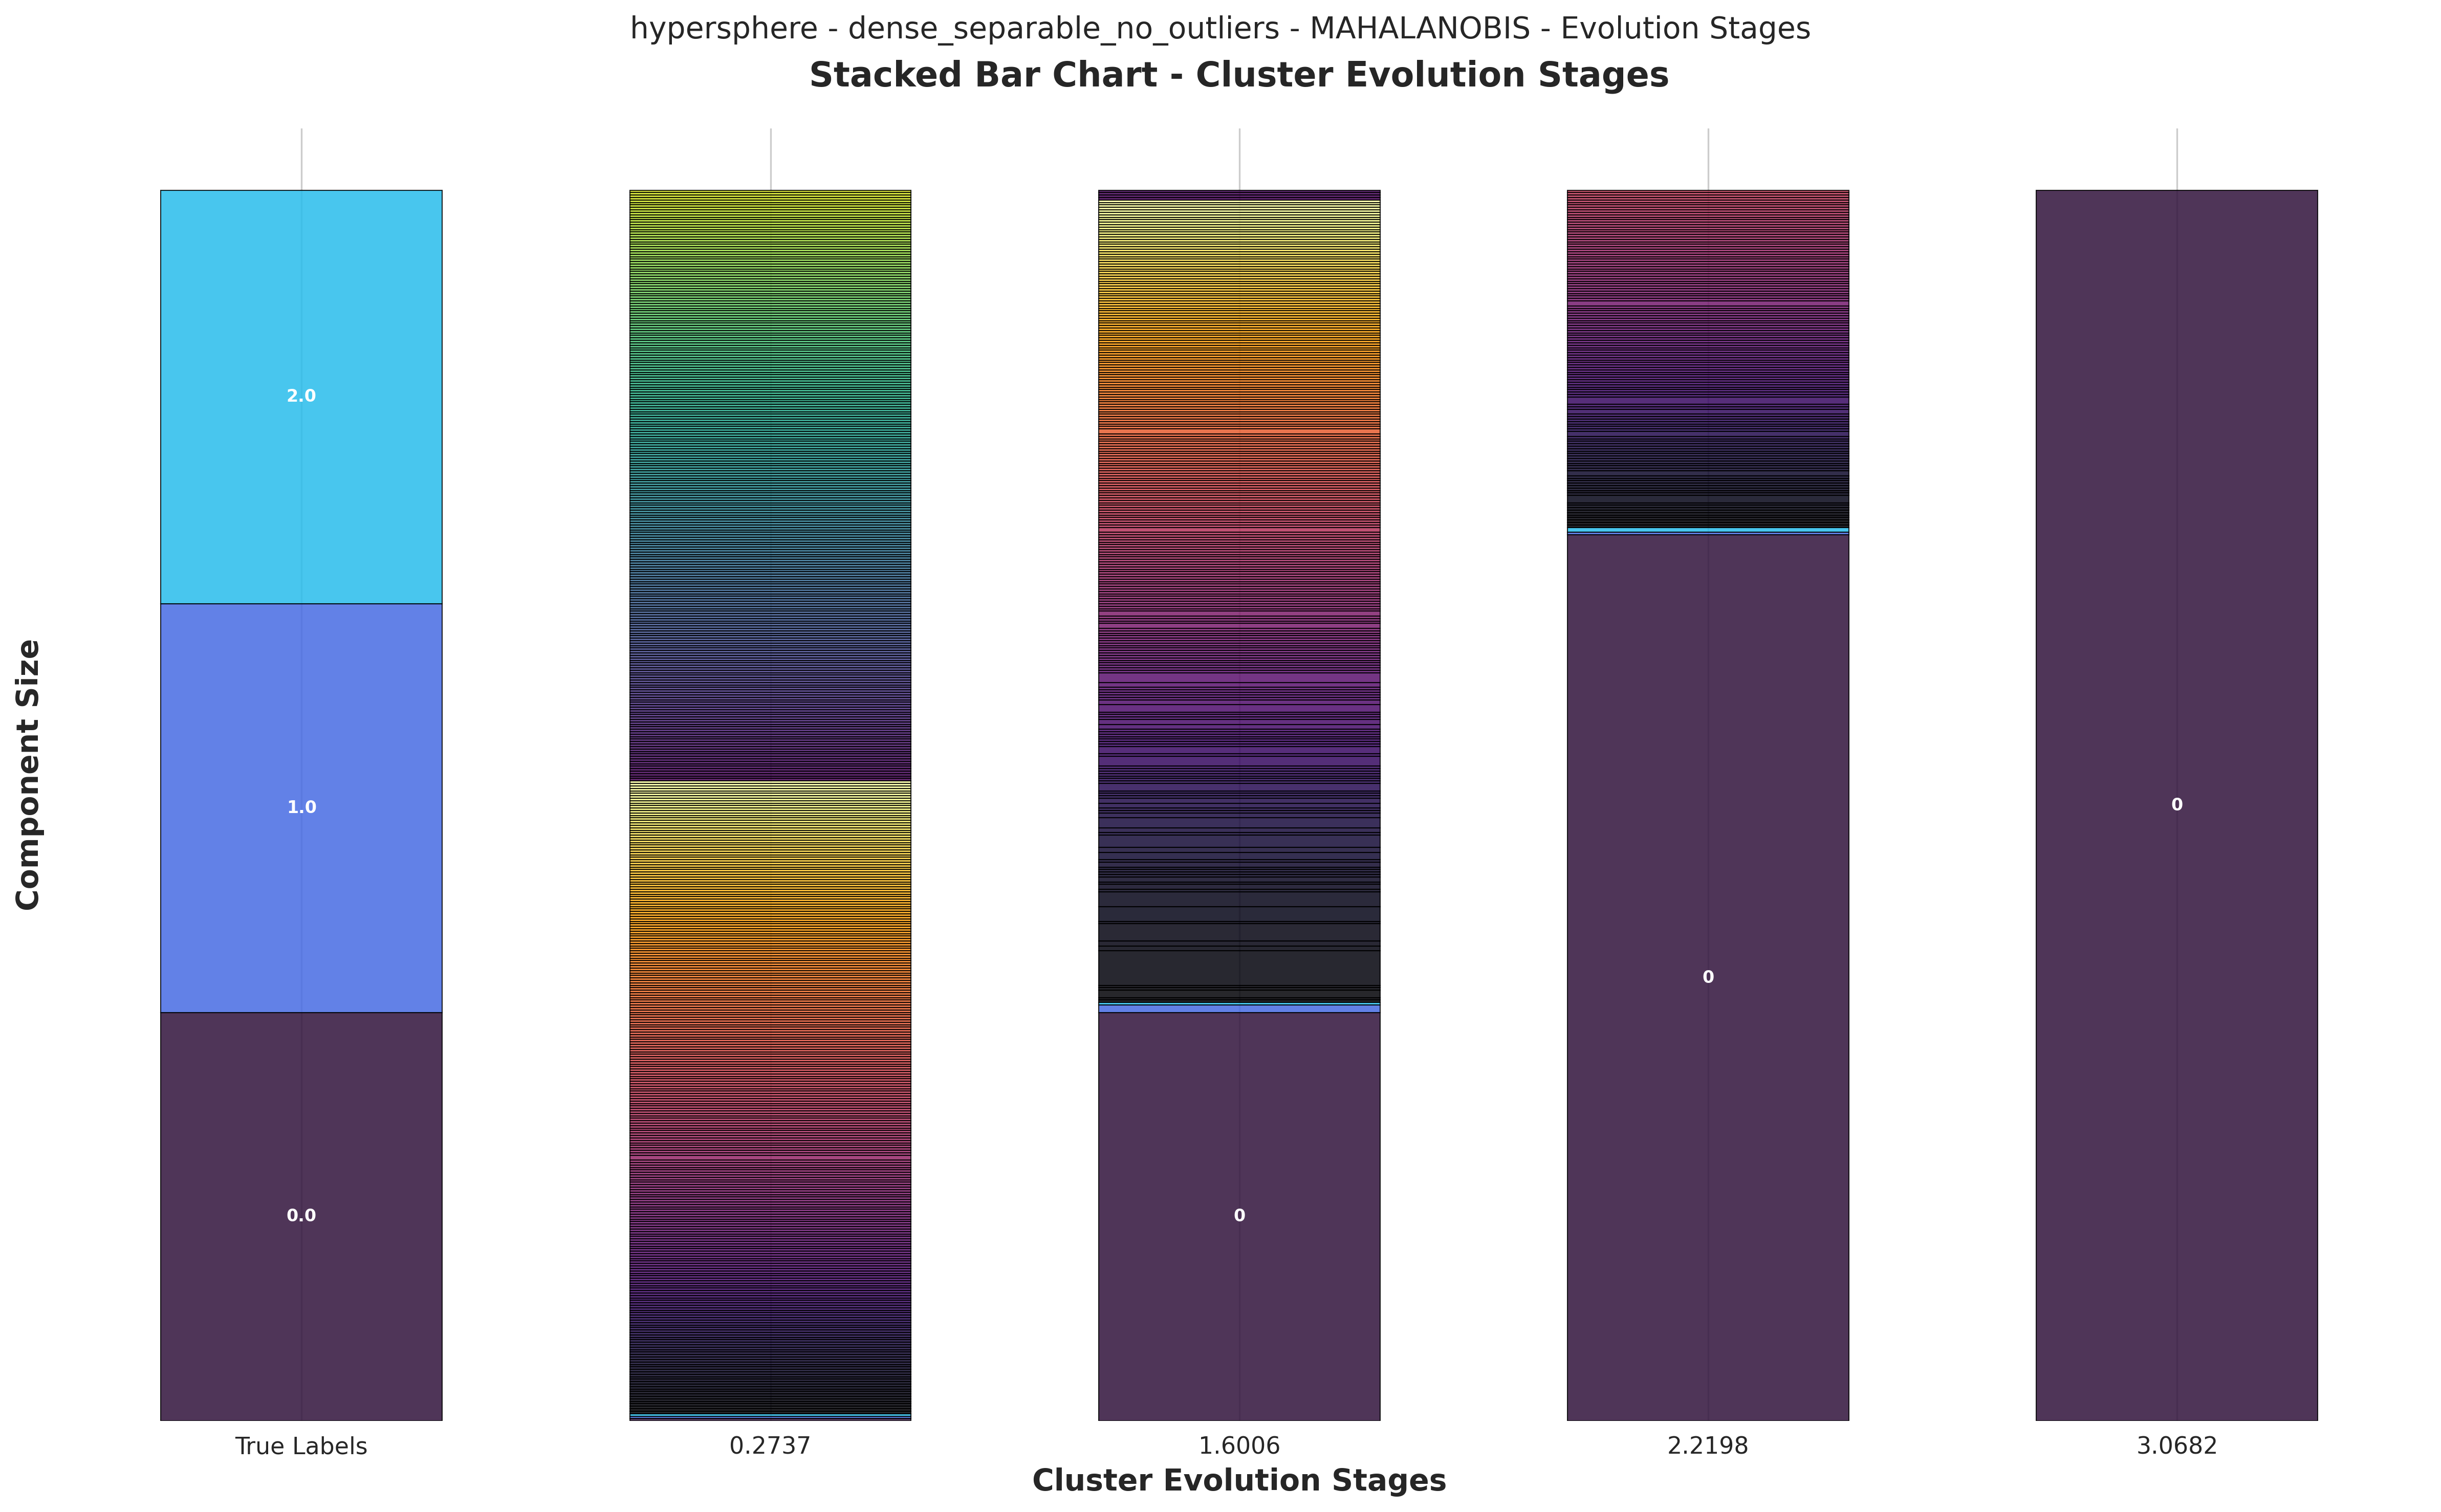 hypersphere - dense_separable_no_outliers - MAHALANOBIS - Evolution Stages
Stacked Bar Chart - Cluster Evolution Stages
Component Size
2.0
1.0
0.0
0
0
0
True Labels
0.2737
1.6006
2.2198
3.0682
Cluster Evolution Stages